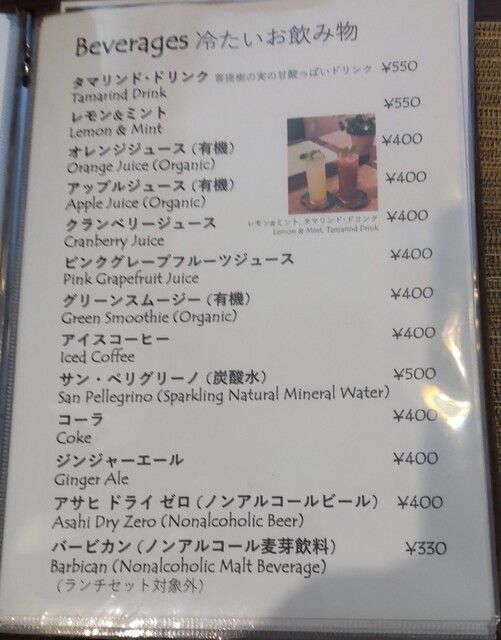 Beverages 冷たいお飲み物
タマリンド・ドリンク 菩提樹の実の甘酸っぱいドリンク ¥550
Tamarind Drink
レモン&ミント ¥550
Lemon & Mint
オレンジジュース（有機） ¥400
Orange Juice (Organic)
アップルジュース（有機） ¥400
Apple Juice (Organic)
クランベリージュース ¥400
Cranberry Juice
レモン&ミント, タマリンド・ドリンク
Lemon & Mint, Tamarind Drink
ピンクグレープフルーツジュース ¥400
Pink Grapefruit Juice
グリーンスムージー（有機） ¥400
Green Smoothie (Organic)
アイスコーヒー ¥400
Iced Coffee
サン・ペリグリーノ（炭酸水） ¥500
San Pellegrino (Sparkling Natural Mineral Water)
コーラ ¥400
Coke
ジンジャーエール ¥400
Ginger Ale
アサヒ ドライ ゼロ（ノンアルコールビール） ¥400
Asahi Dry Zero (Nonalcoholic Beer)
バービカン（ノンアルコール麦芽飲料） ¥330
Barbican (Nonalcoholic Malt Beverage)
（ランチセット対象外）